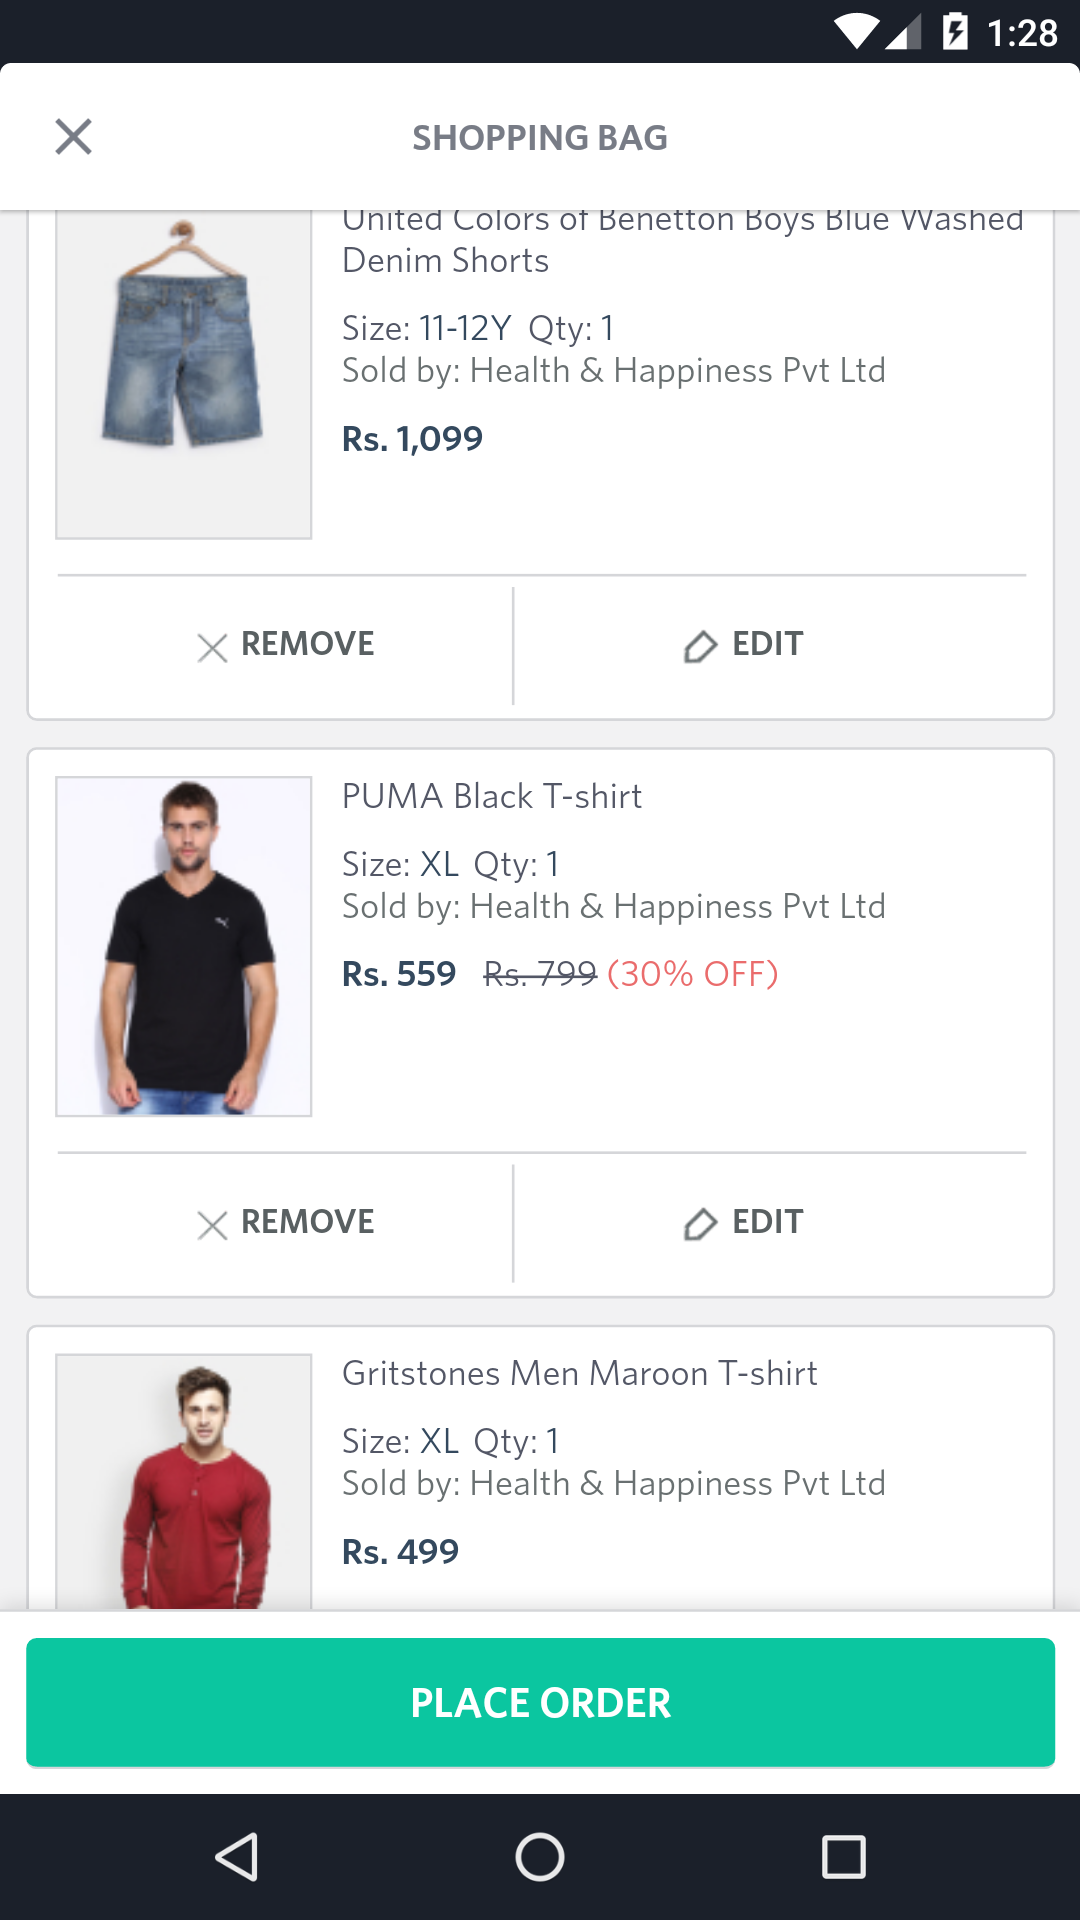 1:28
SHOPPING BAG
United Colors of Benetton Boys Blue Washed
Denim Shorts
Size: 11-12Y Qty: 1
Sold by: Health & Happiness Pvt Ltd
Rs. 1,099
REMOVE EDIT
PUMA Black T-shirt
Size: XL Qty: 1
Sold by: Health & Happiness Pvt Ltd
Rs. 559 Rs. 799 (30% OFF)
REMOVE EDIT
Gritstones Men Maroon T-shirt
Size: XL Qty: 1
Sold by: Health & Happiness Pvt Ltd
Rs. 499
PLACE ORDER